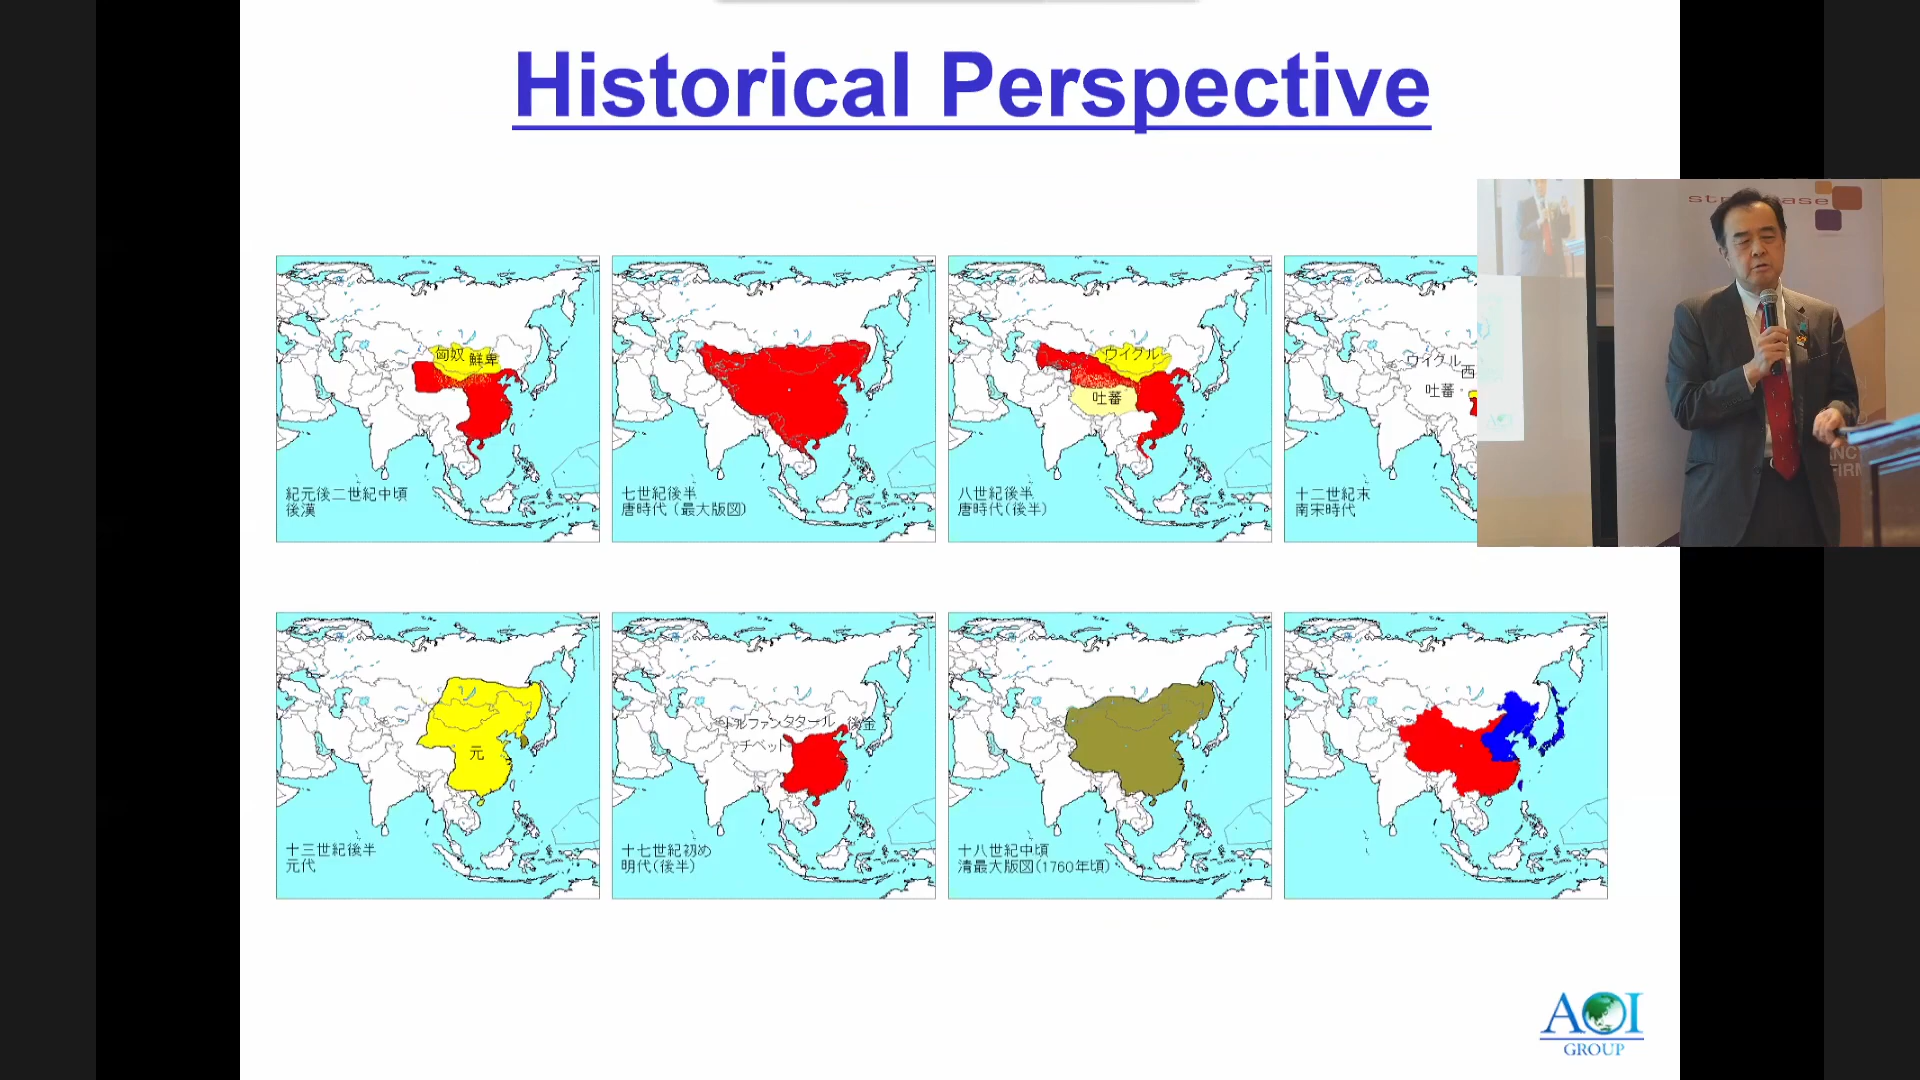 Historical Perspective
匈奴 鮮卑
紀元後二世紀中頃
後漢
七世紀後半
唐時代(最大版図)
ウイグル
吐蕃
八世紀後半
唐時代(後半)
ウイグル
西
吐蕃
十二世紀末
南宋時代
元
十三世紀後半
元代
トルファンタタール 後金
チベット
十七世紀初め
明代(後半)
十八世紀中頃
清最大版図(1760年頃)
AOI
GROUP